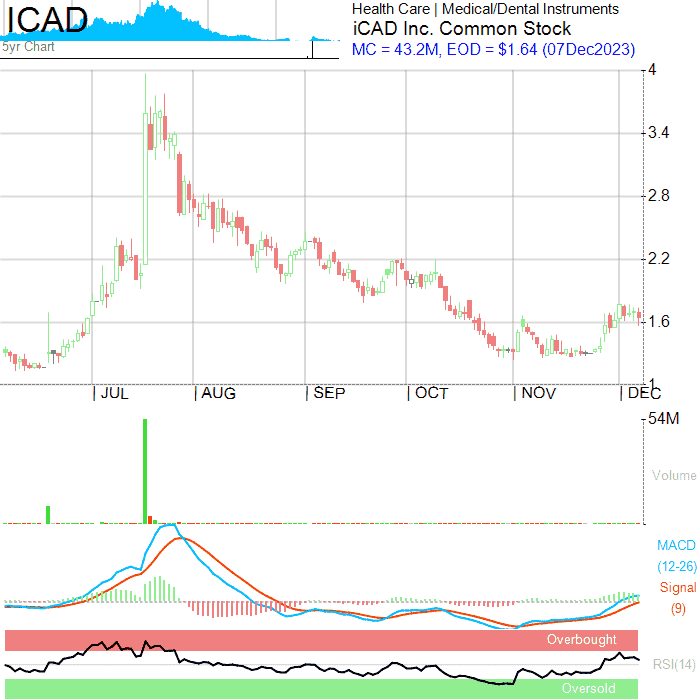 ICAD
5yr Chart
Health Care | Medical/Dental Instruments
iCAD Inc. Common Stock
MC = 43.2M, EOD = $1.64 (07Dec2023)
4
3.4
2.8
2.2
1.6
1
| JUL | AUG | SEP | OCT | NOV | DEC
54M
Volume
MACD
(12-26)
Signal
(9)
Overbought
RSI(14)
Oversold